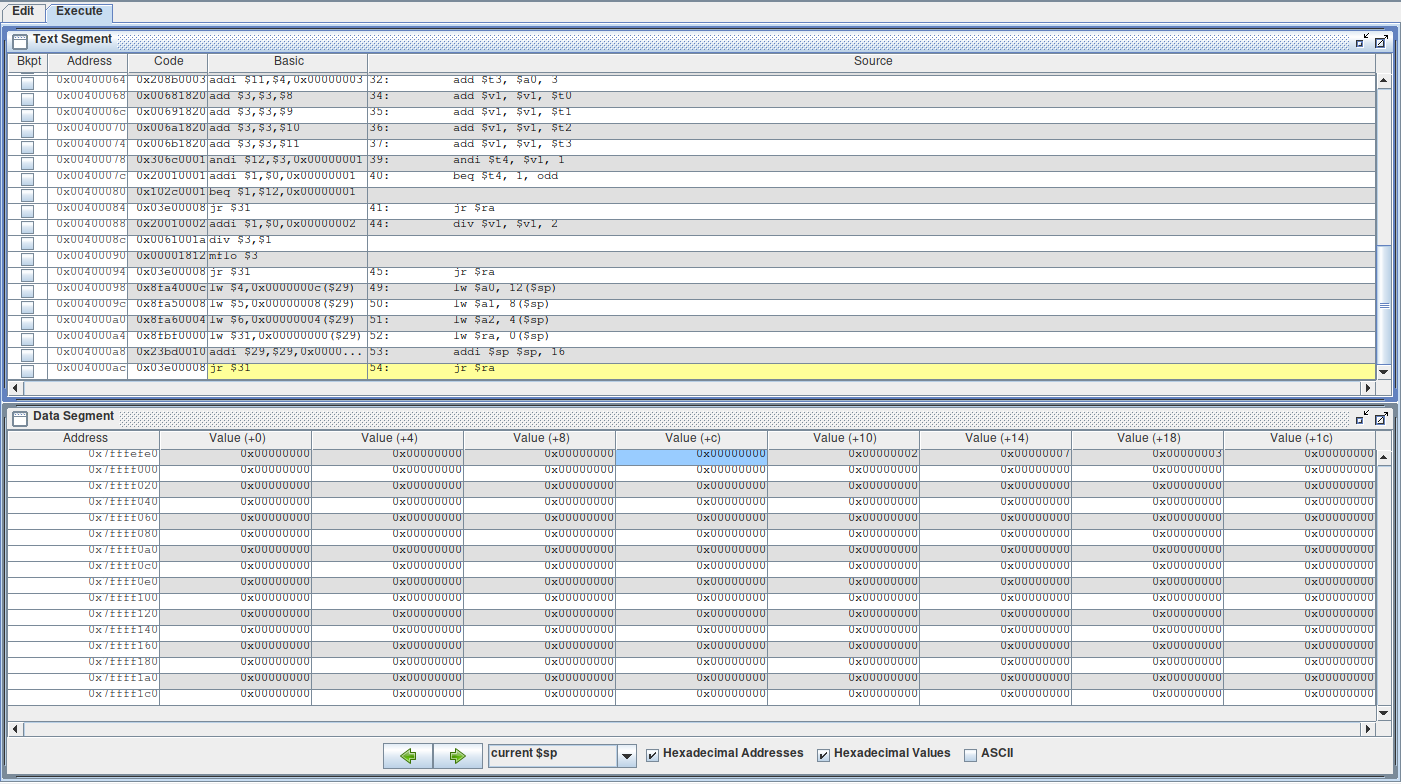 Edit Execute
Text Segment
Bkpt Address Code Basic Source
0x00400064 0x208b0003 addi $11,$4,0x00000003 32: add $t3, $a0, 3
0x00400068 0x00681820 add $3,$3,$8 34: add $v1, $v1, $t0
0x0040006c 0x00691820 add $3,$3,$9 35: add $v1, $v1, $t1
0x00400070 0x006a1820 add $3,$3,$10 36: add $v1, $v1, $t2
0x00400074 0x006b1820 add $3,$3,$11 37: add $v1, $v1, $t3
0x00400078 0x306c0001 andi $12,$3,0x00000001 39: andi $t4, $v1, 1
0x0040007c 0x20010001 addi $1,$0,0x00000001 40: beq $t4, 1, odd
0x00400080 0x102c0001 beq $1,$12,0x00000001
0x00400084 0x03e00008 jr $31 41: jr $ra
0x00400088 0x20010002 addi $1,$0,0x00000002 44: div $v1, $v1, 2
0x0040008c 0x0061001a div $3,$1
0x00400090 0x00001812 mflo $3
0x00400094 0x03e00008 jr $31 45: jr $ra
0x00400098 0x8fa4000c lw $4,0x0000000c($29) 49: lw $a0, 12($sp)
0x0040009c 0x8fa50008 lw $5,0x00000008($29) 50: lw $a1, 8($sp)
0x004000a0 0x8fa60004 lw $6,0x00000004($29) 51: lw $a2, 4($sp)
0x004000a4 0x8fbf0000 lw $31,0x00000000($29) 52: lw $ra, 0($sp)
0x004000a8 0x23bd0010 addi $29,$29,0x0000... 53: addi $sp $sp, 16
0x004000ac 0x03e00008 jr $31 54: jr $ra
Data Segment
Address Value (+0) Value (+4) Value (+8) Value (+c) Value (+10) Value (+14) Value (+18) Value (+1c)
0x7fffefe0 0x00000000 0x00000000 0x00000000 0x00000000 0x00000002 0x00000007 0x00000003 0x00000000
0x7ffff000 0x00000000 0x00000000 0x00000000 0x00000000 0x00000000 0x00000000 0x00000000 0x00000000
0x7ffff020 0x00000000 0x00000000 0x00000000 0x00000000 0x00000000 0x00000000 0x00000000 0x00000000
0x7ffff040 0x00000000 0x00000000 0x00000000 0x00000000 0x00000000 0x00000000 0x00000000 0x00000000
0x7ffff060 0x00000000 0x00000000 0x00000000 0x00000000 0x00000000 0x00000000 0x00000000 0x00000000
0x7ffff080 0x00000000 0x00000000 0x00000000 0x00000000 0x00000000 0x00000000 0x00000000 0x00000000
0x7ffff0a0 0x00000000 0x00000000 0x00000000 0x00000000 0x00000000 0x00000000 0x00000000 0x00000000
0x7ffff0c0 0x00000000 0x00000000 0x00000000 0x00000000 0x00000000 0x00000000 0x00000000 0x00000000
0x7ffff0e0 0x00000000 0x00000000 0x00000000 0x00000000 0x00000000 0x00000000 0x00000000 0x00000000
0x7ffff100 0x00000000 0x00000000 0x00000000 0x00000000 0x00000000 0x00000000 0x00000000 0x00000000
0x7ffff120 0x00000000 0x00000000 0x00000000 0x00000000 0x00000000 0x00000000 0x00000000 0x00000000
0x7ffff140 0x00000000 0x00000000 0x00000000 0x00000000 0x00000000 0x00000000 0x00000000 0x00000000
0x7ffff160 0x00000000 0x00000000 0x00000000 0x00000000 0x00000000 0x00000000 0x00000000 0x00000000
0x7ffff180 0x00000000 0x00000000 0x00000000 0x00000000 0x00000000 0x00000000 0x00000000 0x00000000
0x7ffff1a0 0x00000000 0x00000000 0x00000000 0x00000000 0x00000000 0x00000000 0x00000000 0x00000000
0x7ffff1c0 0x00000000 0x00000000 0x00000000 0x00000000 0x00000000 0x00000000 0x00000000 0x00000000
current $sp Hexadecimal Addresses Hexadecimal Values ASCII